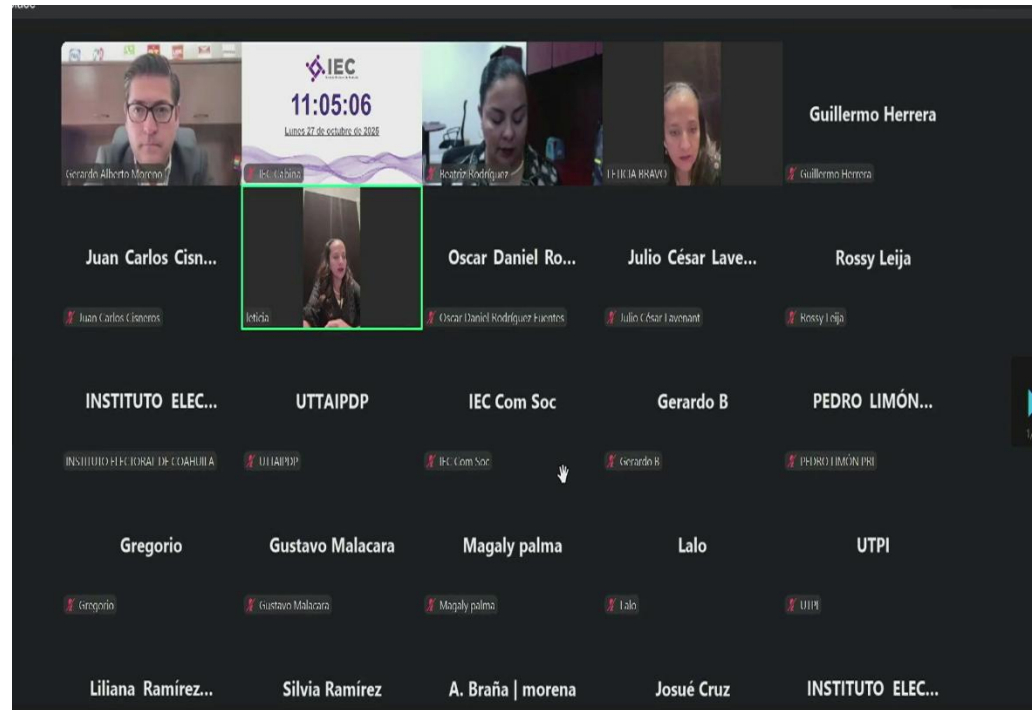 IEC
11:05:06
Lunes 27 de octubre de 2025
Gerardo Alberto Moreno
IEC Cabina
Beatriz Rodríguez
LETICIA BRAVO
Guillermo Herrera
Guillermo Herrera
Juan Carlos Cisn...
Juan Carlos Cisneros
leticia
Oscar Daniel Ro...
Oscar Daniel Rodríguez Fuentes
Julio César Lave...
Julio César Lavenant
Rossy Leija
Rossy Leija
INSTITUTO ELEC...
INSTITUTO ELECTORAL DE COAHUILA
UTTAIPDP
UTTAIPDP
IEC Com Soc
IEC Com Soc
Gerardo B
Gerardo B
PEDRO LIMÓN...
PEDRO LIMÓN PRI
Gregorio
Gregorio
Gustavo Malacara
Gustavo Malacara
Magaly palma
Magaly palma
Lalo
Lalo
UTPI
UTPI
Liliana Ramírez...
Silvia Ramírez
A. Braña | morena
Josué Cruz
INSTITUTO ELEC...